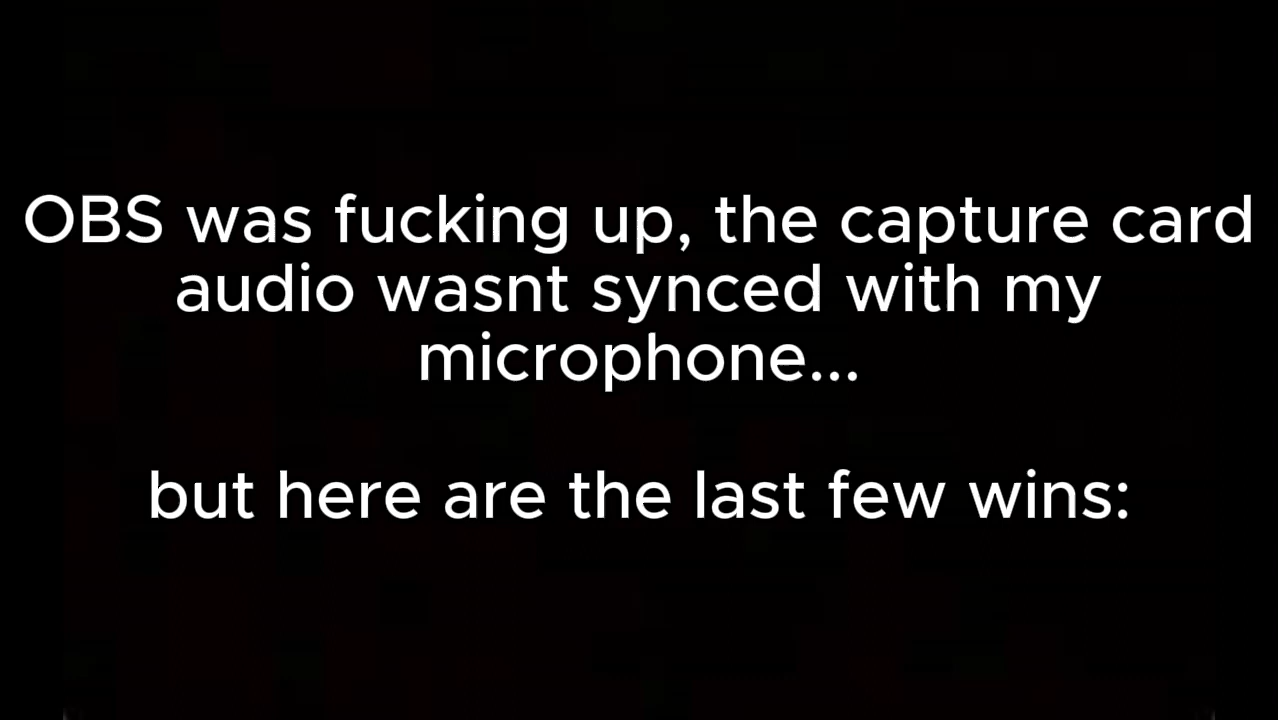 OBS was fucking up, the capture card
audio wasnt synced with my
microphone...
but here are the last few wins: